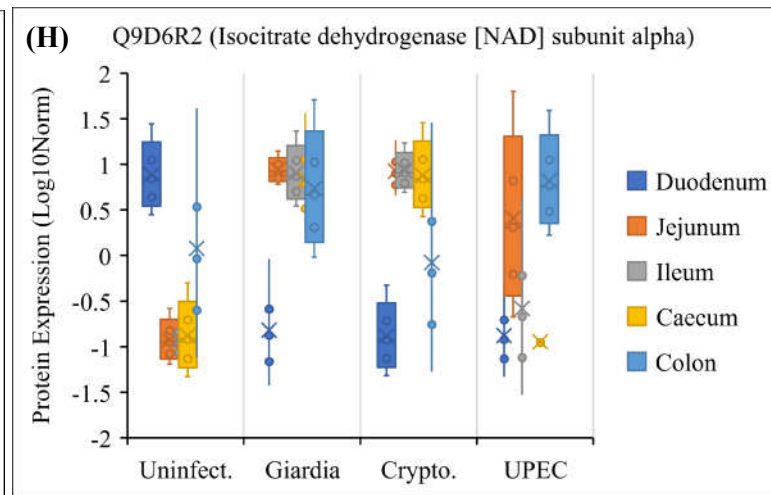 (H) Q9D6R2 (Isocitrate dehydrogenase [NAD] subunit alpha)
Protein Expression (Log10Norm)
2
1.5
1
0.5
0
-0.5
-1
-1.5
-2
Uninfect. Giardia Crypto. UPEC
Duodenum
Jejunum
Ileum
Caecum
Colon